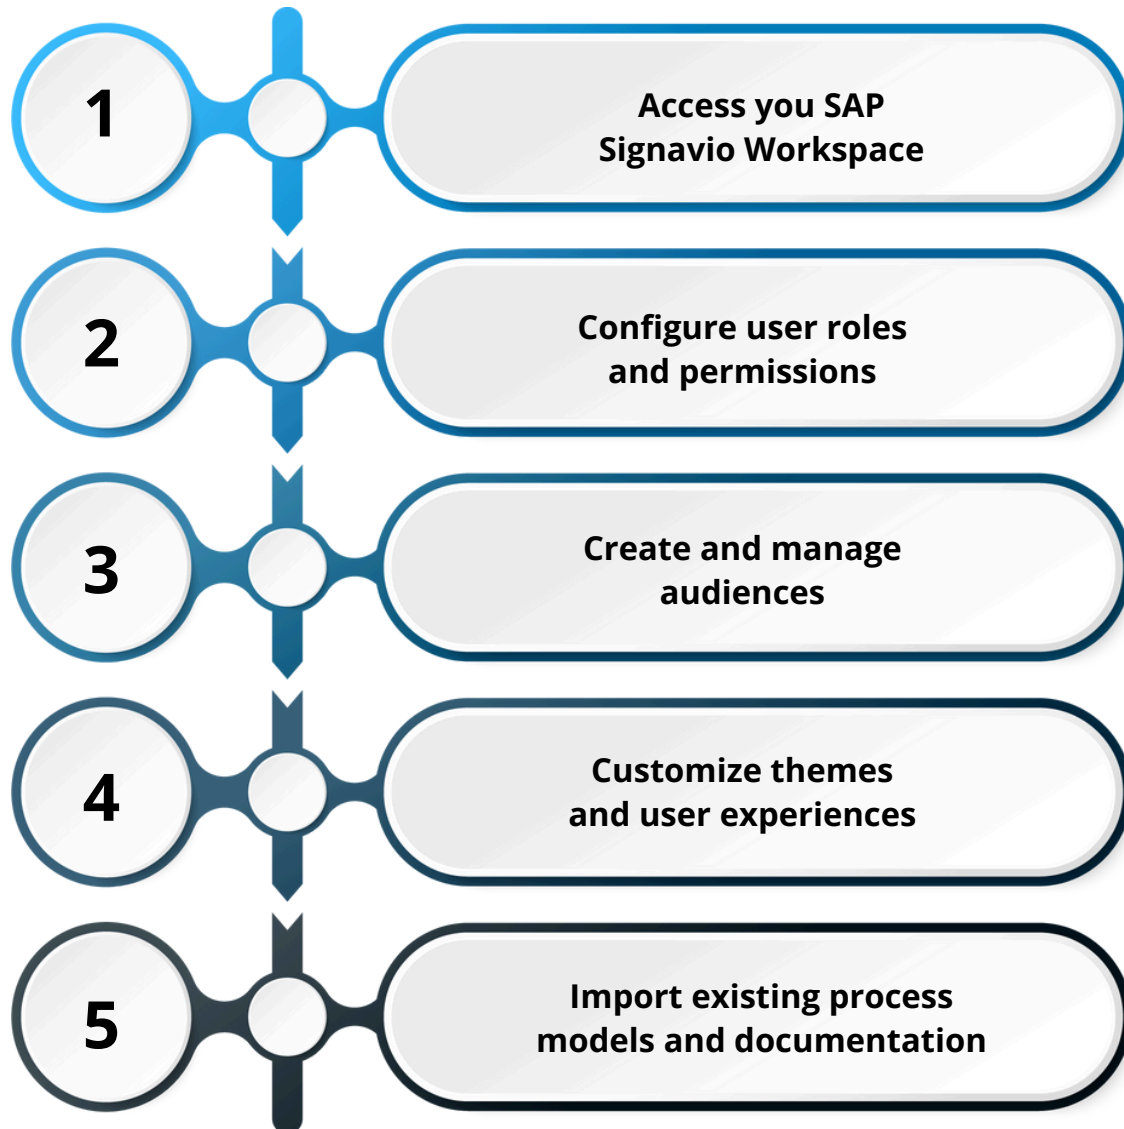 1
Access you SAP
Signavio Workspace
2
Configure user roles
and permissions
3
Create and manage
audiences
4
Customize themes
and user experiences
5
Import existing process
models and documentation